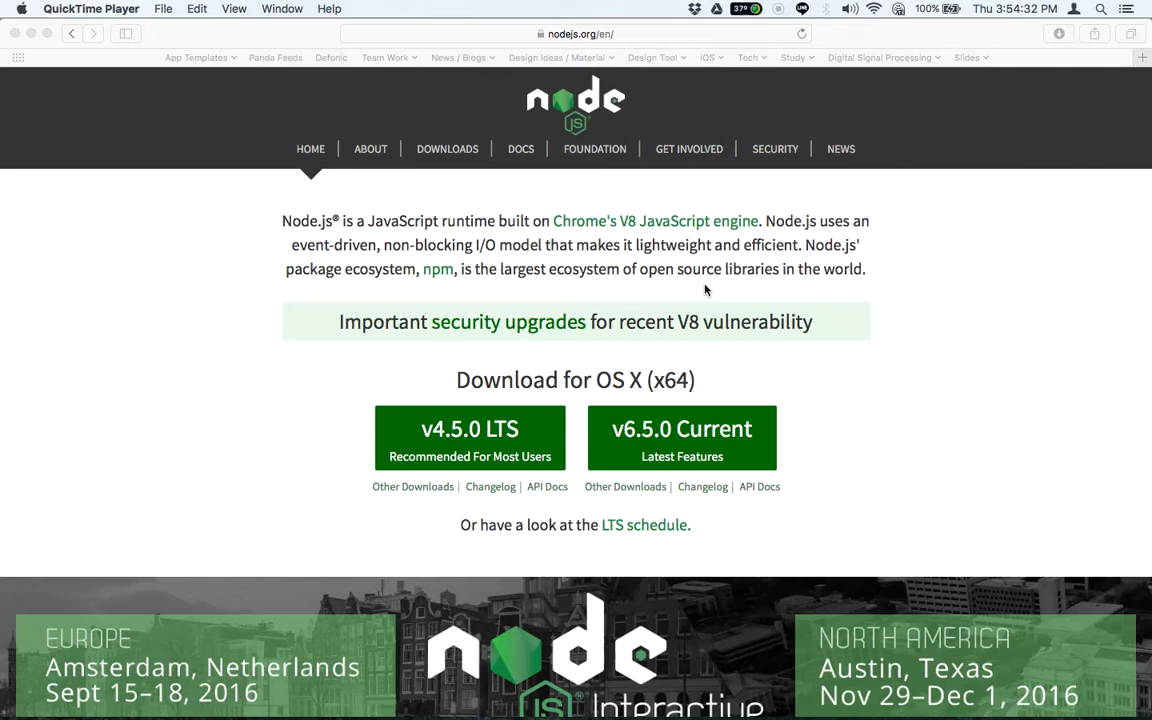 QuickTime Player File Edit View Window Help 37° 100% Thu 3:54:32 PM
nodejs.org/en/
App Templates Panda Feeds Defonic Team Work News / Blogs Design Ideas / Material Design Tool iOS Tech Study Digital Signal Processing Slides
node
JS
HOME ABOUT DOWNLOADS DOCS FOUNDATION GET INVOLVED SECURITY NEWS
Node.js® is a JavaScript runtime built on Chrome's V8 JavaScript engine. Node.js uses an
event-driven, non-blocking I/O model that makes it lightweight and efficient. Node.js'
package ecosystem, npm, is the largest ecosystem of open source libraries in the world.
Important security upgrades for recent V8 vulnerability
Download for OS X (x64)
v4.5.0 LTS
Recommended For Most Users
v6.5.0 Current
Latest Features
Other Downloads | Changelog | API Docs
Other Downloads | Changelog | API Docs
Or have a look at the LTS schedule.
EUROPE
Amsterdam, Netherlands
Sept 15–18, 2016
node
JS Interactive
NORTH AMERICA
Austin, Texas
Nov 29–Dec 1, 2016